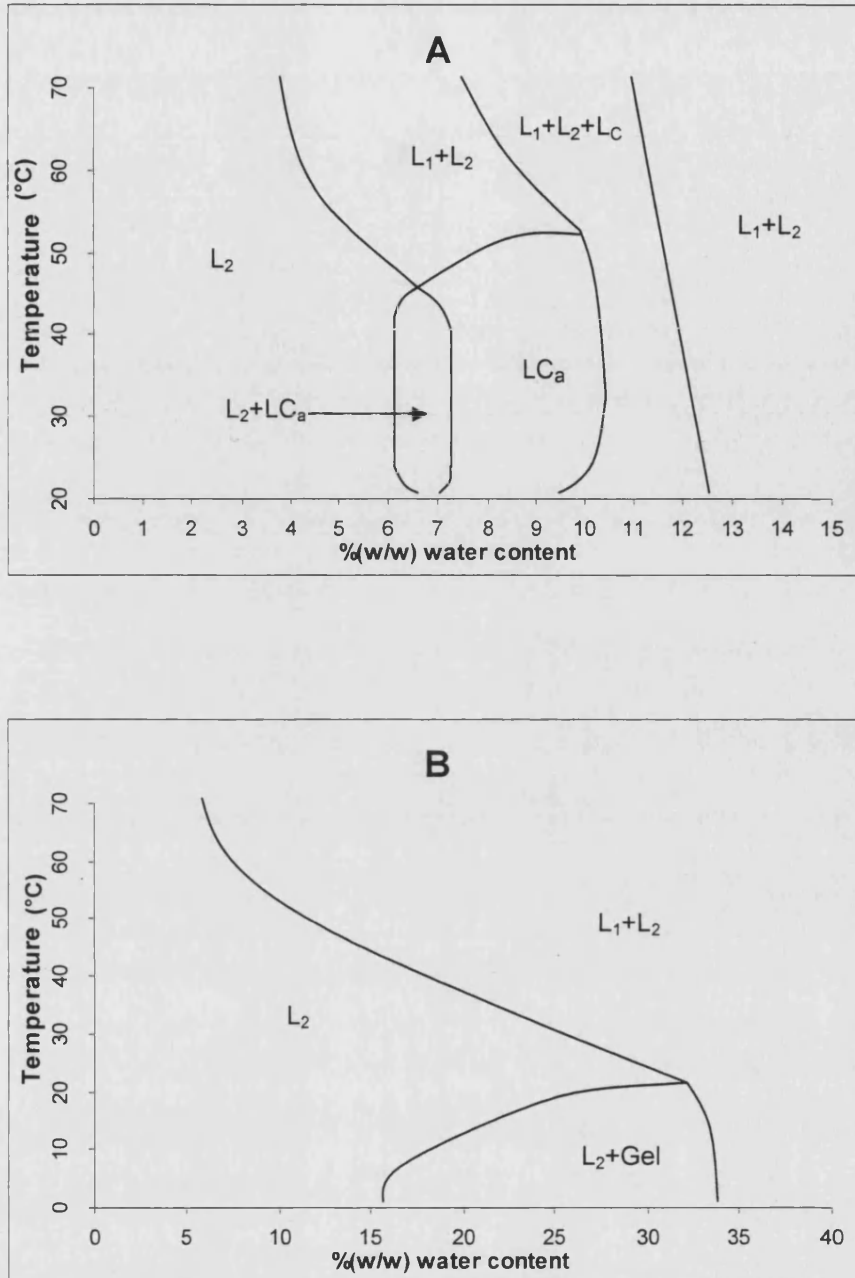 A
Temperature (°C)
70
60
50
40
30
20
L₁+L₂+L_C
L₁+L₂
L₁+L₂
L₂
LCₐ
L₂+LCₐ
0 1 2 3 4 5 6 7 8 9 10 11 12 13 14 15
%(w/w) water content
B
Temperature (°C)
70
60
50
40
30
20
10
0
L₁+L₂
L₂
L₂+Gel
0 5 10 15 20 25 30 35 40
%(w/w) water content